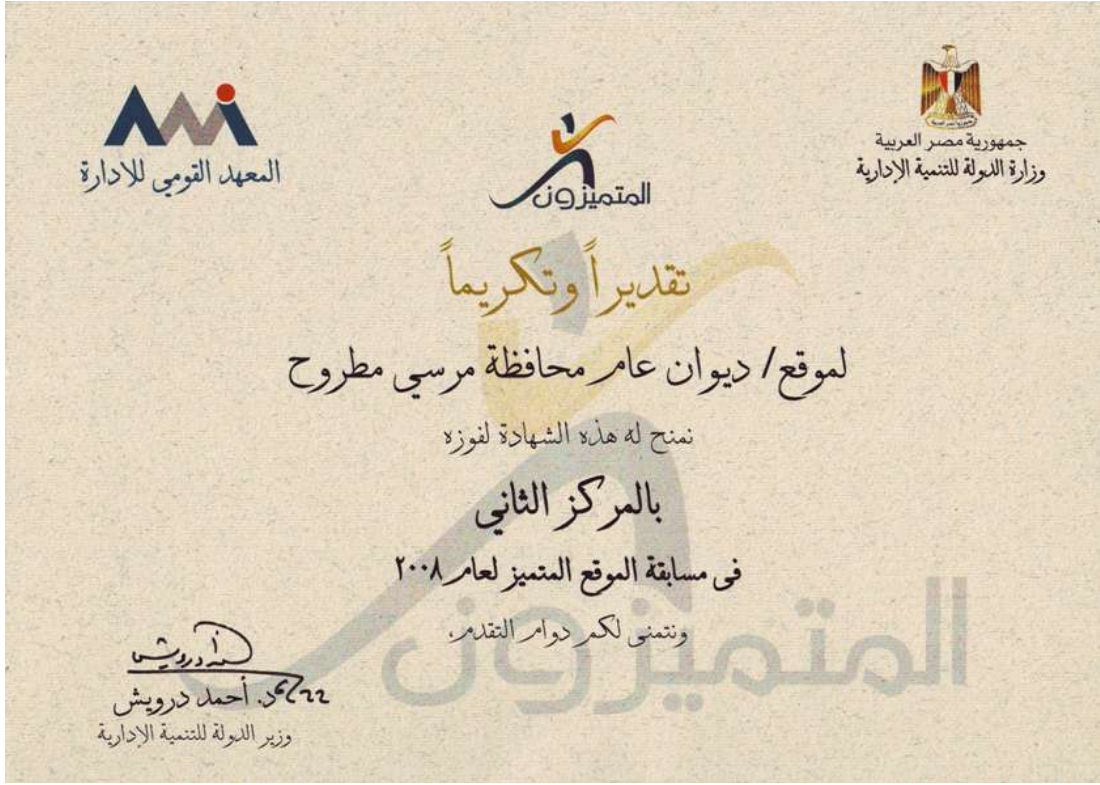 جمهورية مصر العربية
وزارة الدولة للتنمية الإدارية
المتميزون
المعهد القومي للادارة
تقديراً وتكريماً
لموقع/ ديوان عام محافظة مرسي مطروح
نمنح له هذه الشهادة لفوزه
بالمركز الثاني
فى مسابقة الموقع المتميز لعام ٢٠٠٨
ونتمنى لكم دوام التقدم،
المتميزون
د. أحمد درويش
وزير الدولة للتنمية الإدارية